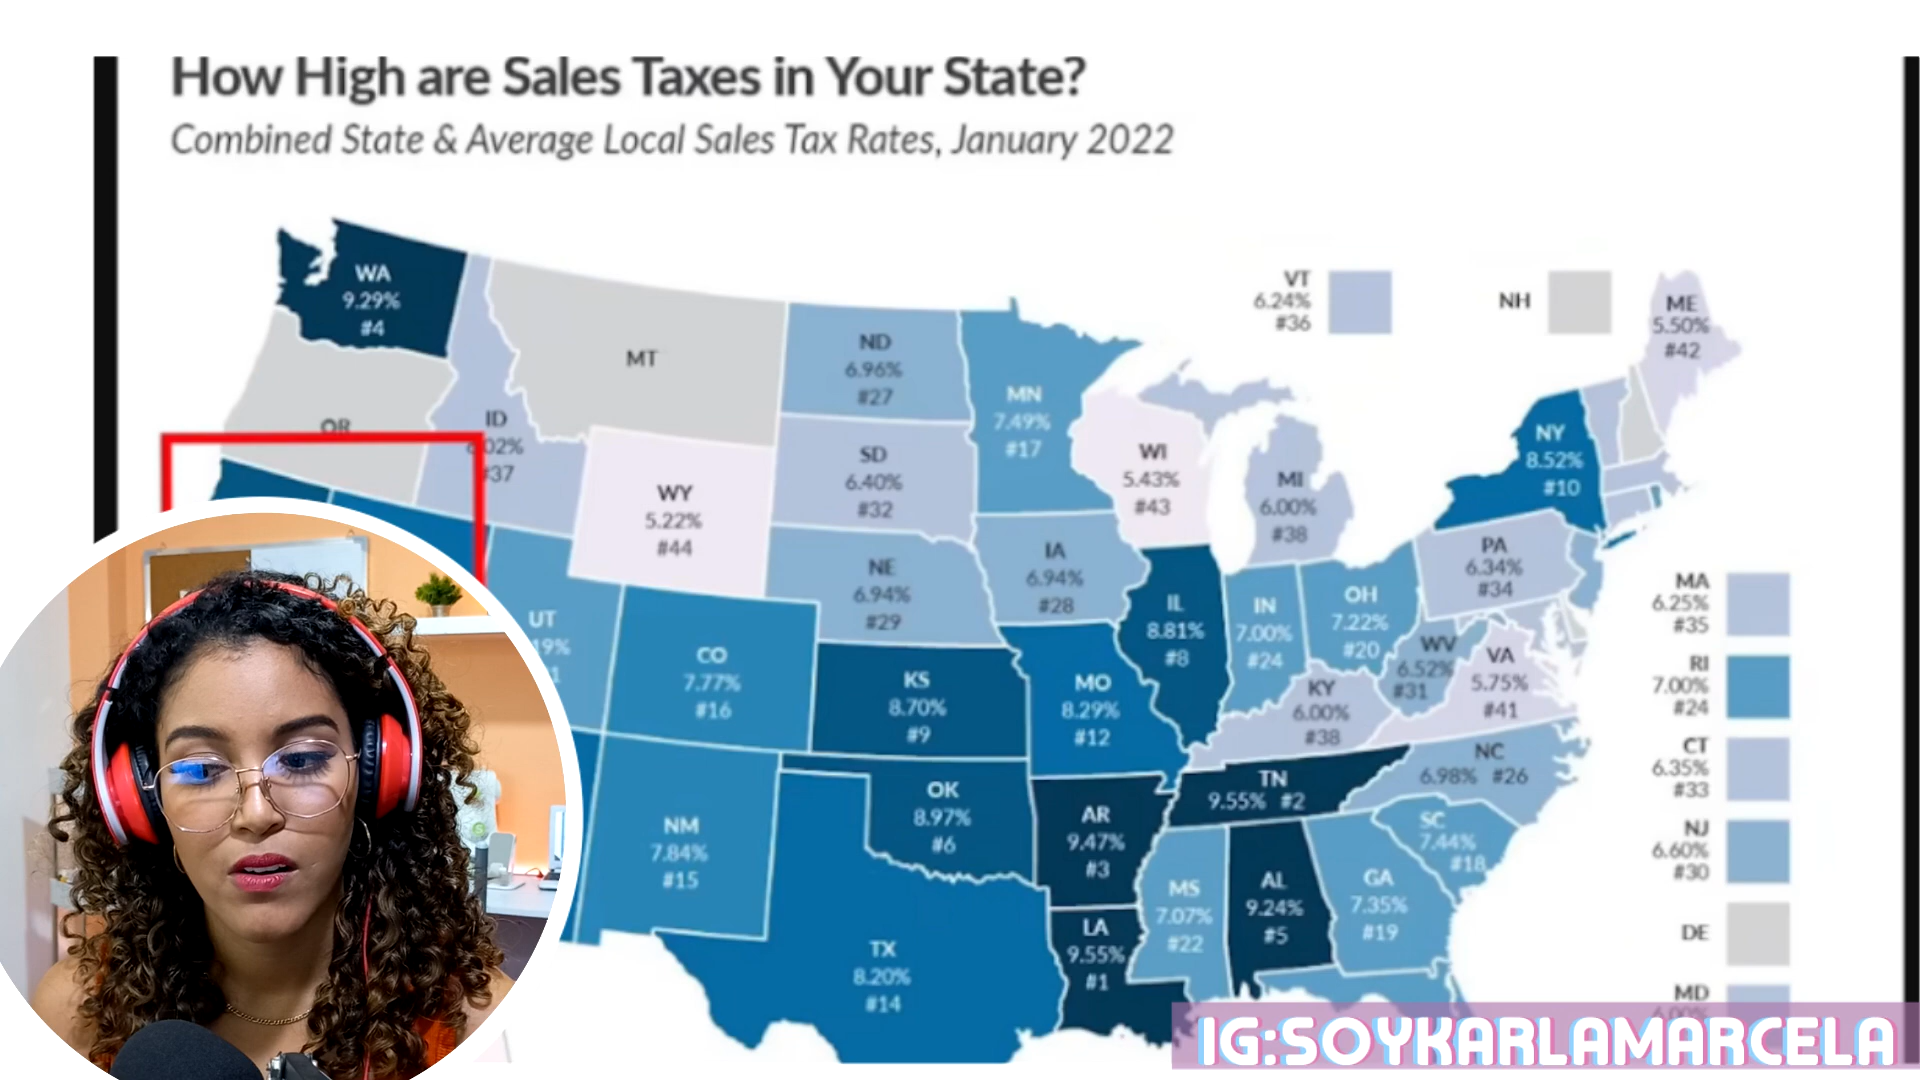 How High are Sales Taxes in Your State?
Combined State & Average Local Sales Tax Rates, January 2022
WA
9.29%
#4
MT
OR
ID
6.02%
#37
WY
5.22%
#44
ND
6.96%
#27
SD
6.40%
#32
NE
6.94%
#29
MN
7.49%
#17
IA
6.94%
#28
WI
5.43%
#43
MI
6.00%
#38
VT
6.24%
#36
NH
ME
5.50%
#42
NY
8.52%
#10
PA
6.34%
#34
UT
19%
1
CO
7.77%
#16
KS
8.70%
#9
MO
8.29%
#12
IL
8.81%
#8
IN
7.00%
#24
OH
7.22%
#20
WV
6.52%
#31
VA
5.75%
#41
KY
6.00%
#38
NC
6.98% #26
TN
9.55% #2
SC
7.44%
#18
NM
7.84%
#15
OK
8.97%
#6
AR
9.47%
#3
MS
7.07%
#22
AL
9.24%
#5
GA
7.35%
#19
TX
8.20%
#14
LA
9.55%
#1
MA
6.25%
#35
RI
7.00%
#24
CT
6.35%
#33
NJ
6.60%
#30
DE
MD
IG:SOYKARLAMARCELA